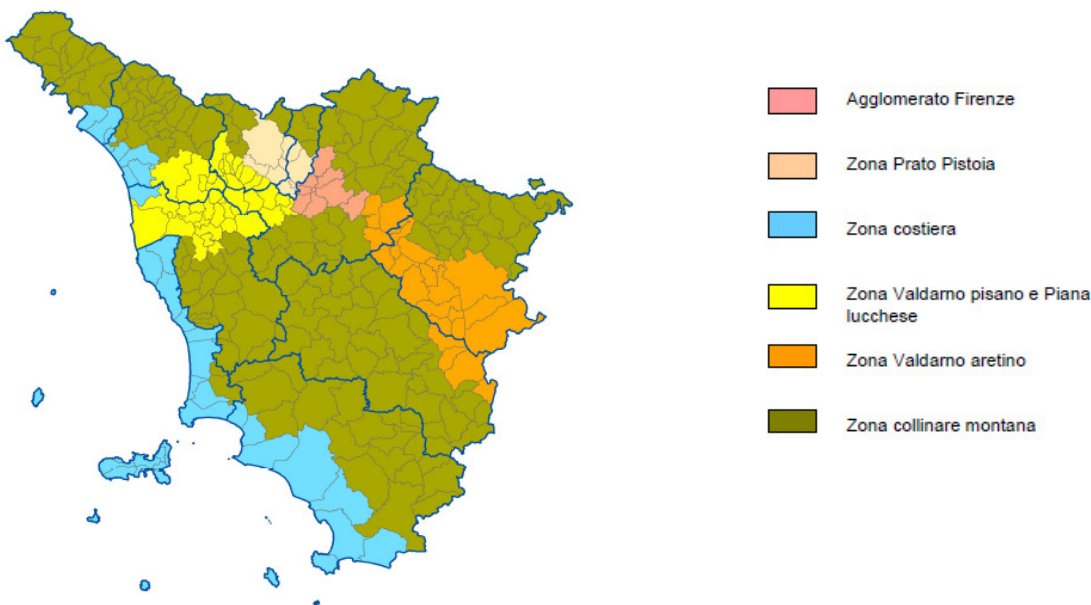 Agglomerato Firenze
Zona Prato Pistoia
Zona costiera
Zona Valdarno pisano e Piana
lucchese
Zona Valdarno aretino
Zona collinare montana